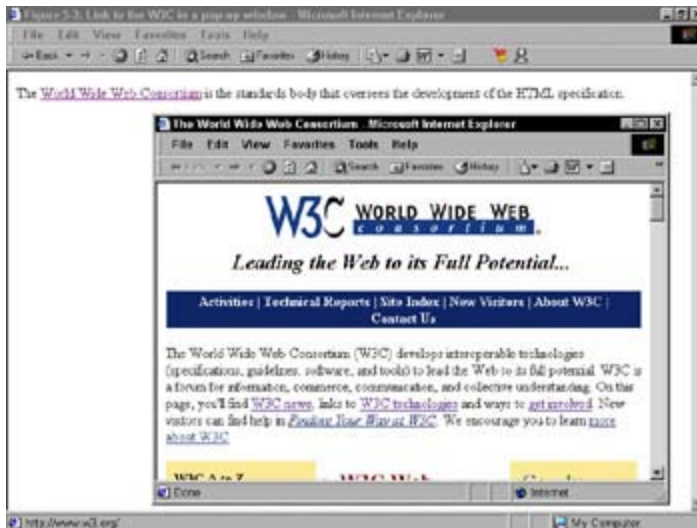 Figure 5-3: Link to the W3C in a pop-up window - Microsoft Internet Explorer
File Edit View Favorites Tools Help
Back Search Favorites History
The World Wide Web Consortium is the standards body that oversees the development of the HTML specification.
The World Wide Web Consortium - Microsoft Internet Explorer
File Edit View Favorites Tools Help
Search Favorites History
W3C WORLD WIDE WEB
consortium
Leading the Web to its Full Potential...
Activities | Technical Reports | Site Index | New Visitors | About W3C |
Contact Us
The World Wide Web Consortium (W3C) develops interoperable technologies
(specifications, guidelines, software, and tools) to lead the Web to its full potential. W3C is
a forum for information, commerce, communication, and collective understanding. On this
page, you'll find W3C news, links to W3C technologies and ways to get involved. New
visitors can find help in Finding Your Way at W3C. We encourage you to learn more
about W3C
W3C A to Z W3C Web
Done Internet
http://www.w3.org/ My Computer